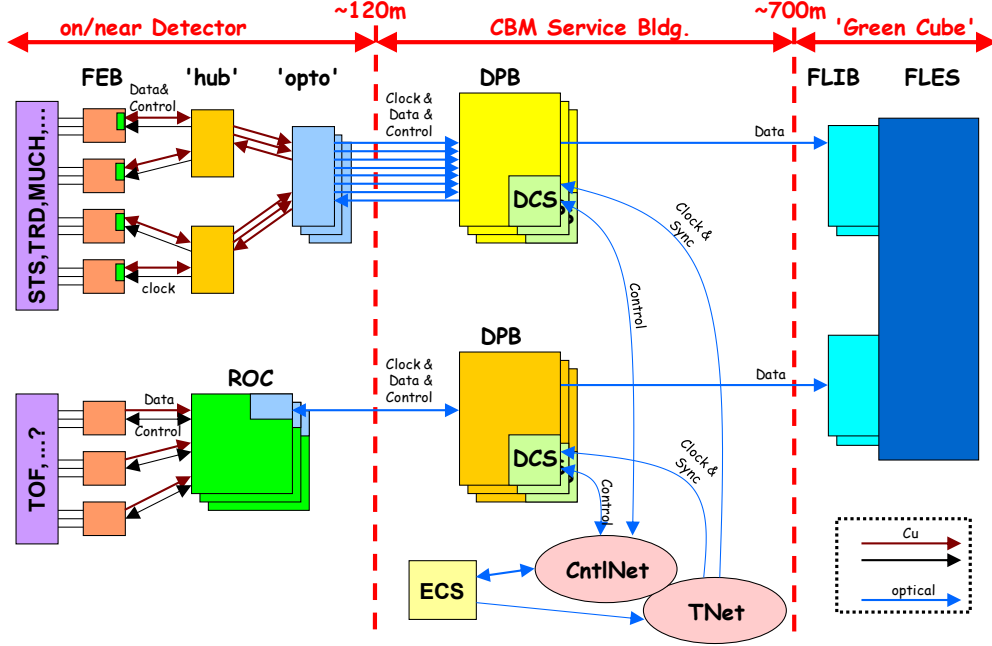 ~120m
~700m
on/near Detector
CBM Service Bldg.
'Green Cube'
FEB
'hub'
'opto'
DPB
FLIB
FLES
Data&
Control
Clock &
Data &
Control
Data
STS,TRD,MUCH,...
DCS
Clock &
Sync
clock
Control
DPB
ROC
Clock &
Data &
Control
Data
TOF,...?
Data
Control
DCS
Clock &
Sync
Control
Cu
optical
CntlNet
ECS
TNet